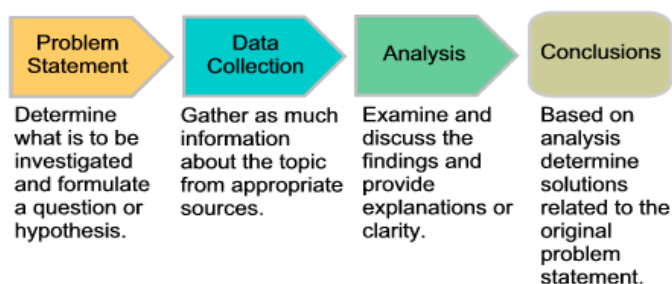 Problem
Statement
Determine
what is to be
investigated
and formulate
a question or
hypothesis.
Data
Collection
Gather as much
information
about the topic
from appropriate
sources.
Analysis
Examine and
discuss the
findings and
provide
explanations or
clarity.
Conclusions
Based on
analysis
determine
solutions
related to the
original
problem
statement.